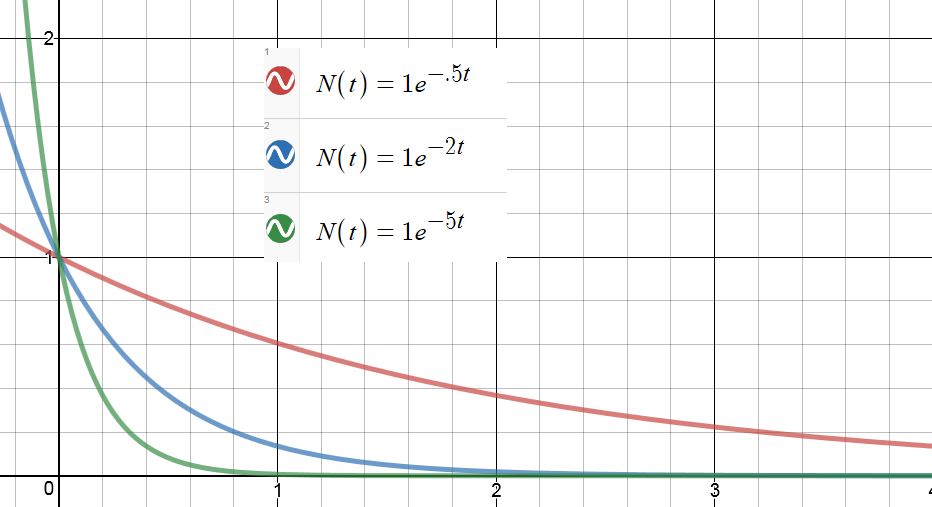 2
1
N(t) = 1e^{-.5t}
2
N(t) = 1e^{-2t}
3
N(t) = 1e^{-5t}
1
0 1 2 3 4